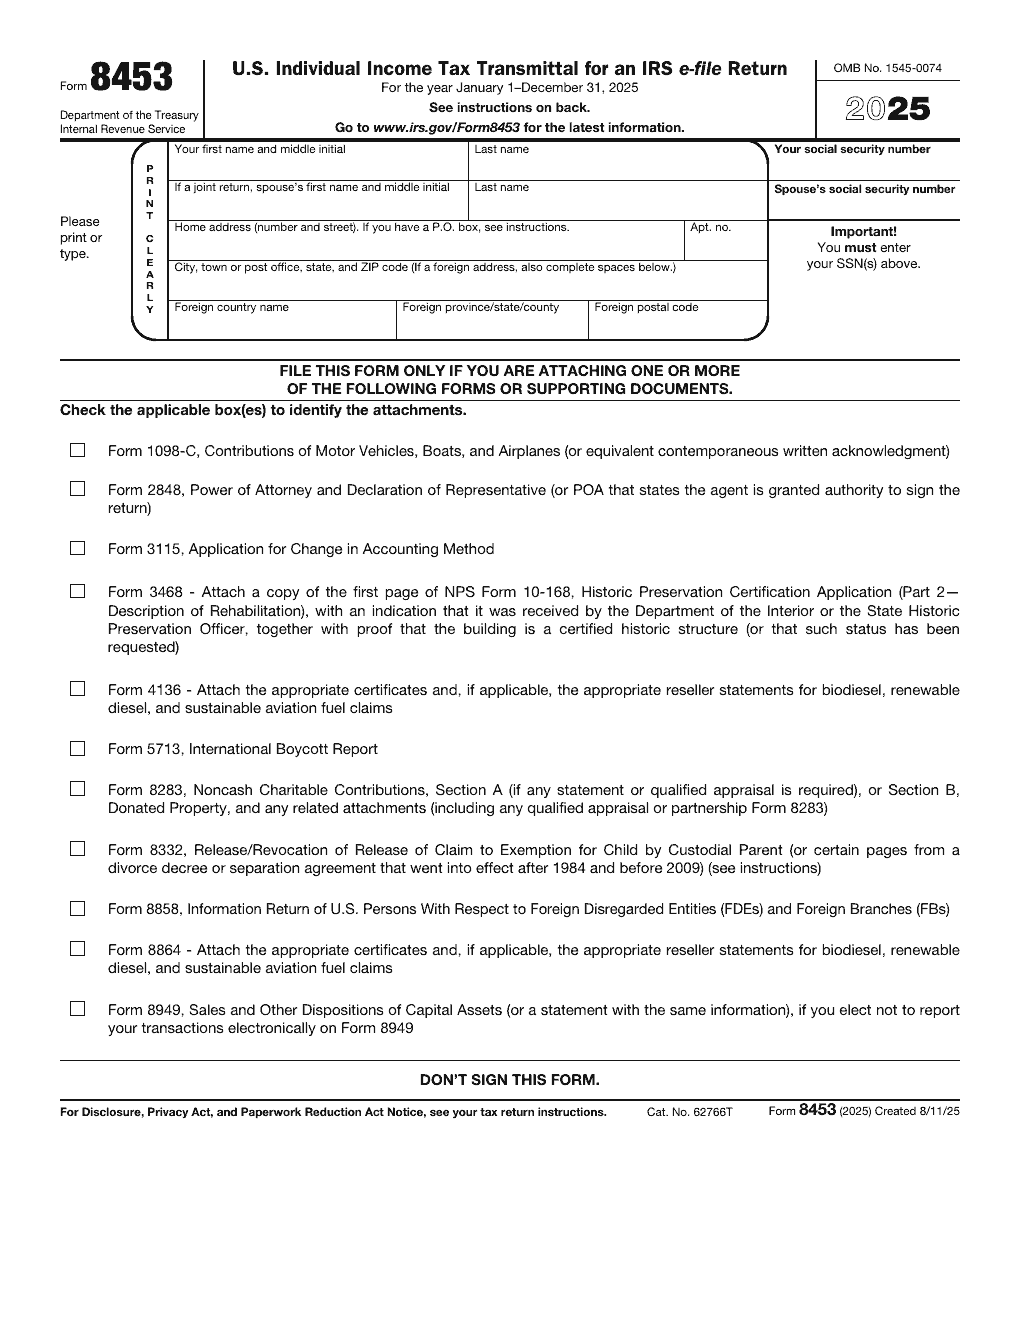 Form 8453
Department of the Treasury
Internal Revenue Service
U.S. Individual Income Tax Transmittal for an IRS e-file Return
For the year January 1–December 31, 2025
See instructions on back.
Go to www.irs.gov/Form8453 for the latest information.
OMB No. 1545-0074
2025
Please
print or
type.
PRINT CLEARLY
Your first name and middle initial
Last name
Your social security number
If a joint return, spouse's first name and middle initial
Last name
Spouse's social security number
Home address (number and street). If you have a P.O. box, see instructions.
Apt. no.
Important!
You must enter
your SSN(s) above.
City, town or post office, state, and ZIP code (If a foreign address, also complete spaces below.)
Foreign country name
Foreign province/state/county
Foreign postal code
FILE THIS FORM ONLY IF YOU ARE ATTACHING ONE OR MORE
OF THE FOLLOWING FORMS OR SUPPORTING DOCUMENTS.
Check the applicable box(es) to identify the attachments.
Form 1098-C, Contributions of Motor Vehicles, Boats, and Airplanes (or equivalent contemporaneous written acknowledgment)
Form 2848, Power of Attorney and Declaration of Representative (or POA that states the agent is granted authority to sign the
return)
Form 3115, Application for Change in Accounting Method
Form 3468 - Attach a copy of the first page of NPS Form 10-168, Historic Preservation Certification Application (Part 2—
Description of Rehabilitation), with an indication that it was received by the Department of the Interior or the State Historic
Preservation Officer, together with proof that the building is a certified historic structure (or that such status has been
requested)
Form 4136 - Attach the appropriate certificates and, if applicable, the appropriate reseller statements for biodiesel, renewable
diesel, and sustainable aviation fuel claims
Form 5713, International Boycott Report
Form 8283, Noncash Charitable Contributions, Section A (if any statement or qualified appraisal is required), or Section B,
Donated Property, and any related attachments (including any qualified appraisal or partnership Form 8283)
Form 8332, Release/Revocation of Release of Claim to Exemption for Child by Custodial Parent (or certain pages from a
divorce decree or separation agreement that went into effect after 1984 and before 2009) (see instructions)
Form 8858, Information Return of U.S. Persons With Respect to Foreign Disregarded Entities (FDEs) and Foreign Branches (FBs)
Form 8864 - Attach the appropriate certificates and, if applicable, the appropriate reseller statements for biodiesel, renewable
diesel, and sustainable aviation fuel claims
Form 8949, Sales and Other Dispositions of Capital Assets (or a statement with the same information), if you elect not to report
your transactions electronically on Form 8949
DON'T SIGN THIS FORM.
For Disclosure, Privacy Act, and Paperwork Reduction Act Notice, see your tax return instructions.
Cat. No. 62766T
Form 8453 (2025) Created 8/11/25